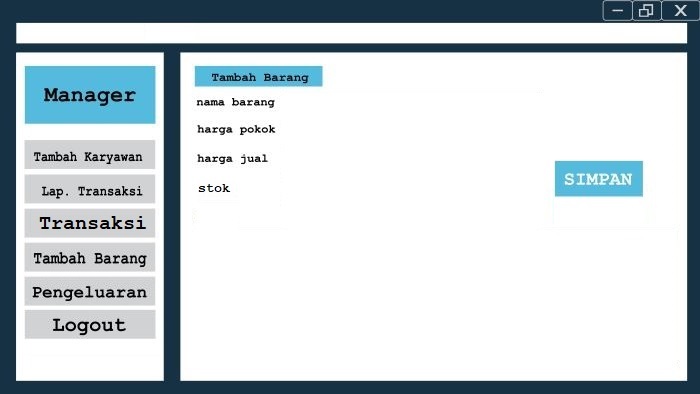 Manager
Tambah Karyawan
Lap. Transaksi
Transaksi
Tambah Barang
Pengeluaran
Logout
Tambah Barang
nama barang
harga pokok
harga jual
stok
SIMPAN